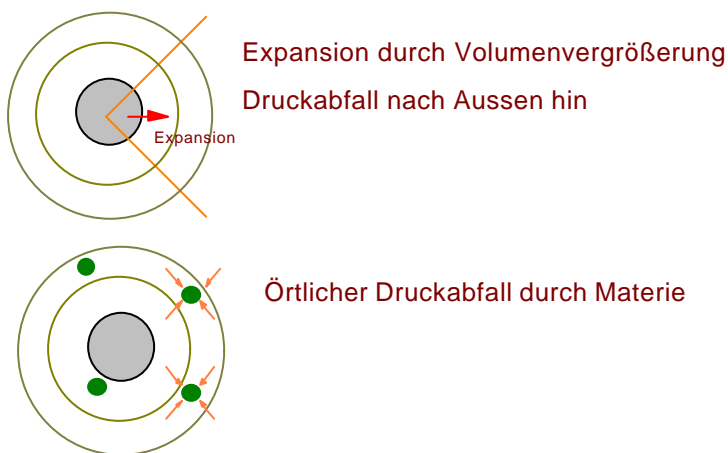 Expansion durch Volumenvergrößerung
Druckabfall nach Aussen hin
Expansion
Örtlicher Druckabfall durch Materie